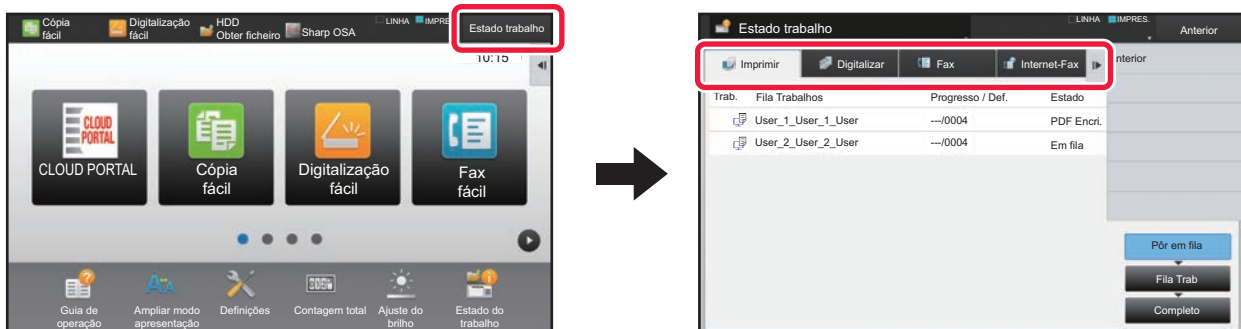 Cópia
fácil
Digitalização
fácil
HDD
Obter ficheiro
Sharp OSA
LINHA
IMPRE
Estado trabalho
10:15
CLOUD
PORTAL
CLOUD PORTAL
Cópia
fácil
Digitalização
fácil
Fax
fácil
Guia de
operação
Ampliar modo
apresentação
Definições
Contagem total
Ajuste do
brilho
Estado do
trabalho
Estado trabalho
LINHA
IMPRES.
Anterior
Imprimir
Digitalizar
Fax
Internet-Fax
nterior
Trab.
Fila Trabalhos
Progresso / Def.
Estado
User_1_User_1_User
---/0004
PDF Encri.
User_2_User_2_User
---/0004
Em fila
Pôr em fila
Fila Trab
Completo